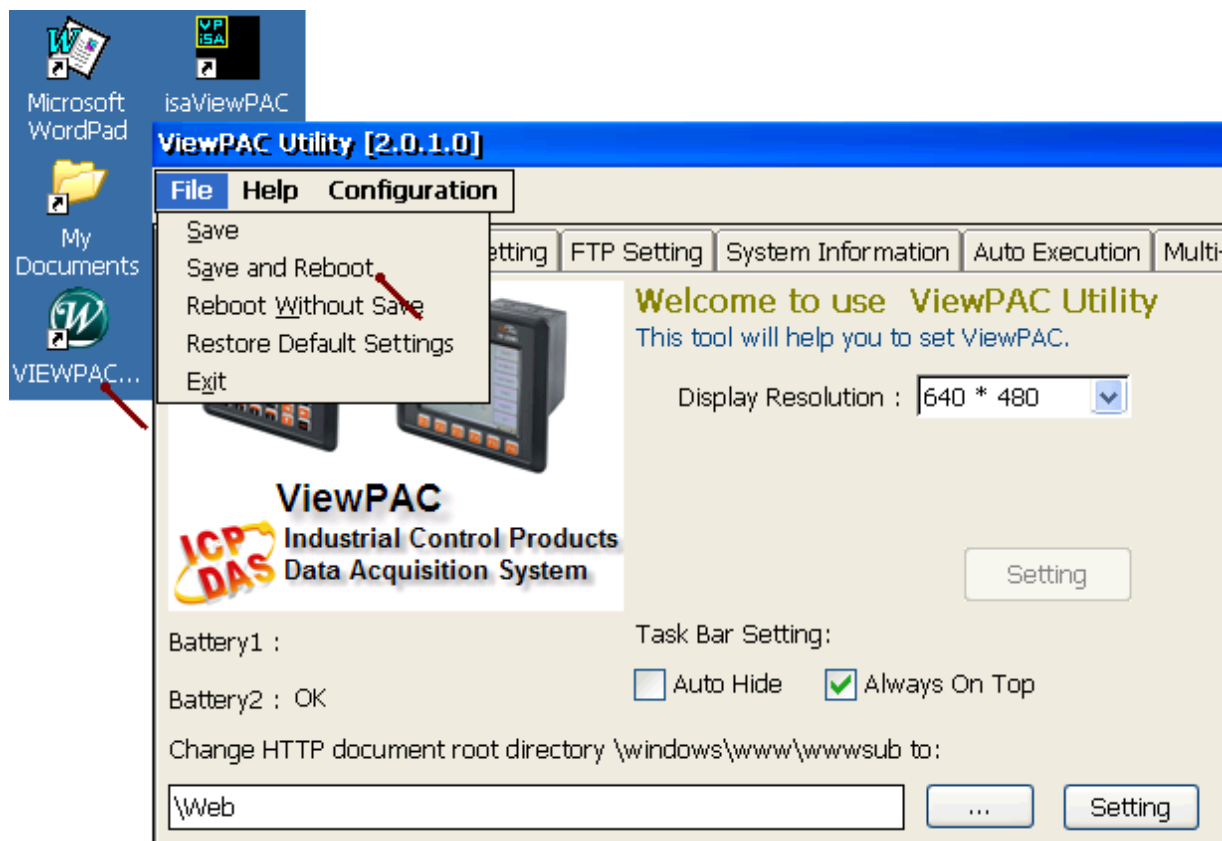 Microsoft
WordPad
isaViewPAC
My
Documents
VIEWPAC...
VP
iSA
ViewPAC Utility [2.0.1.0]
File Help Configuration
Save
Save and Reboot
Reboot Without Save
Restore Default Settings
Exit
etting FTP Setting System Information Auto Execution Multi-
Welcome to use ViewPAC Utility
This tool will help you to set ViewPAC.
Display Resolution : 640 * 480
ViewPAC
ICP DAS
Industrial Control Products
Data Acquisition System
Setting
Battery1 :
Battery2 : OK
Task Bar Setting:
Auto Hide Always On Top
Change HTTP document root directory \windows\www\wwwsub to:
\Web ... Setting